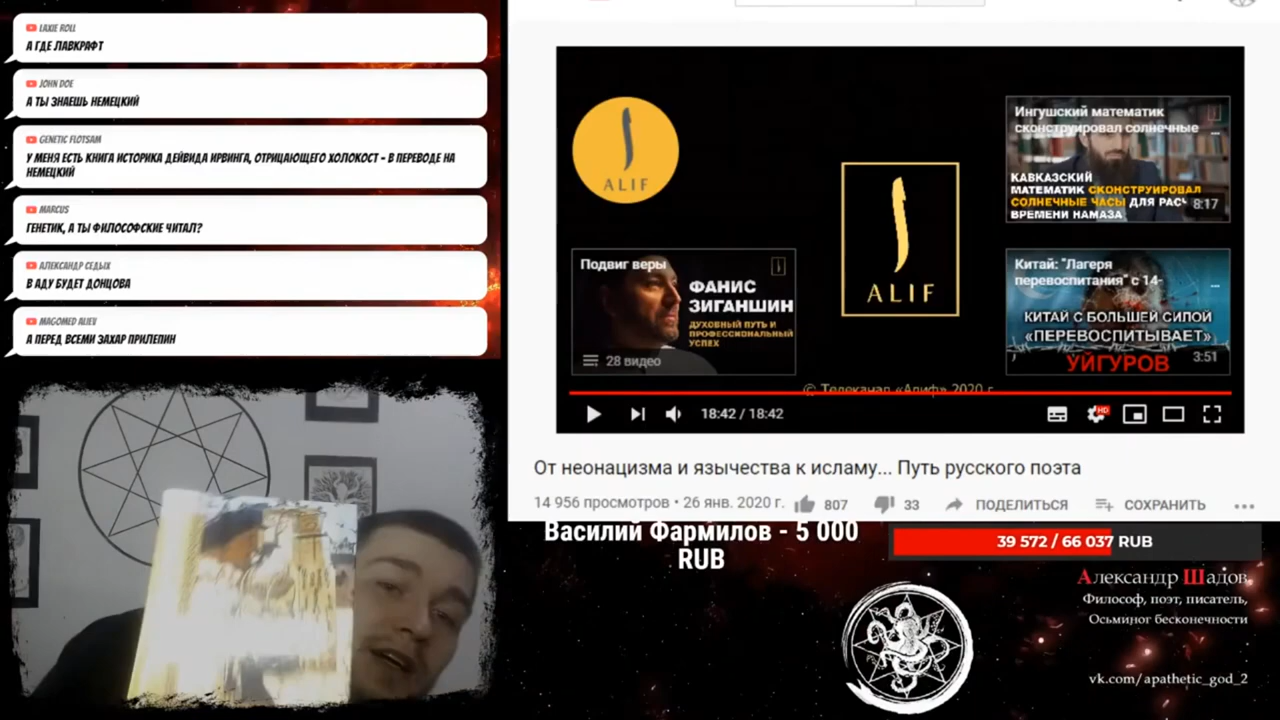 LAXIE ROLL
А ГДЕ ЛАВКРАФТ
JOHN DOE
А ТЫ ЗНАЕШЬ НЕМЕЦКИЙ
GENETIC FLOTSAM
У МЕНЯ ЕСТЬ КНИГА ИСТОРИКА ДЕЙВИДА ИРВИНГА, ОТРИЦАЮЩЕГО ХОЛОКОСТ - В ПЕРЕВОДЕ НА
НЕМЕЦКИЙ
MARCUS
ГЕНЕТИК, А ТЫ ФИЛОСОФСКИЕ ЧИТАЛ?
АЛЕКСАНДР СЕДЫХ
В АДУ БУДЕТ ДОНЦОВА
MAGOMED ALIEV
А ПЕРЕД ВСЕМИ ЗАХАР ПРИЛЕПИН
ALIF
Подвиг веры
ФАНИС
ЗИГАНШИН
ДУХОВНЫЙ ПУТЬ И
ПРОФЕССИОНАЛЬНЫЙ
УСПЕХ
28 видео
ALIF
Ингушский математик
сконструировал солнечные
КАВКАЗСКИЙ
МАТЕМАТИК СКОНСТРУИРОВАЛ
СОЛНЕЧНЫЕ ЧАСЫ ДЛЯ РАСЧ
ВРЕМЕНИ НАМАЗА
8:17
Китай: "Лагеря
перевоспитания" с 14-
КИТАЙ С БОЛЬШЕЙ СИЛОЙ
«ПЕРЕВОСПИТЫВАЕТ»
УЙГУРОВ
3:51
© Телеканал «Алиф» 2020 г.
18:42 / 18:42
HD
От неонацизма и язычества к исламу... Путь русского поэта
14 956 просмотров • 26 янв. 2020 г.
807
33
ПОДЕЛИТЬСЯ
СОХРАНИТЬ
Василий Фармилов - 5 000
RUB
39 572 / 66 037 RUB
Александр Шадов
Философ, поэт, писатель,
Осьминог бесконечности
vk.com/apathetic_god_2